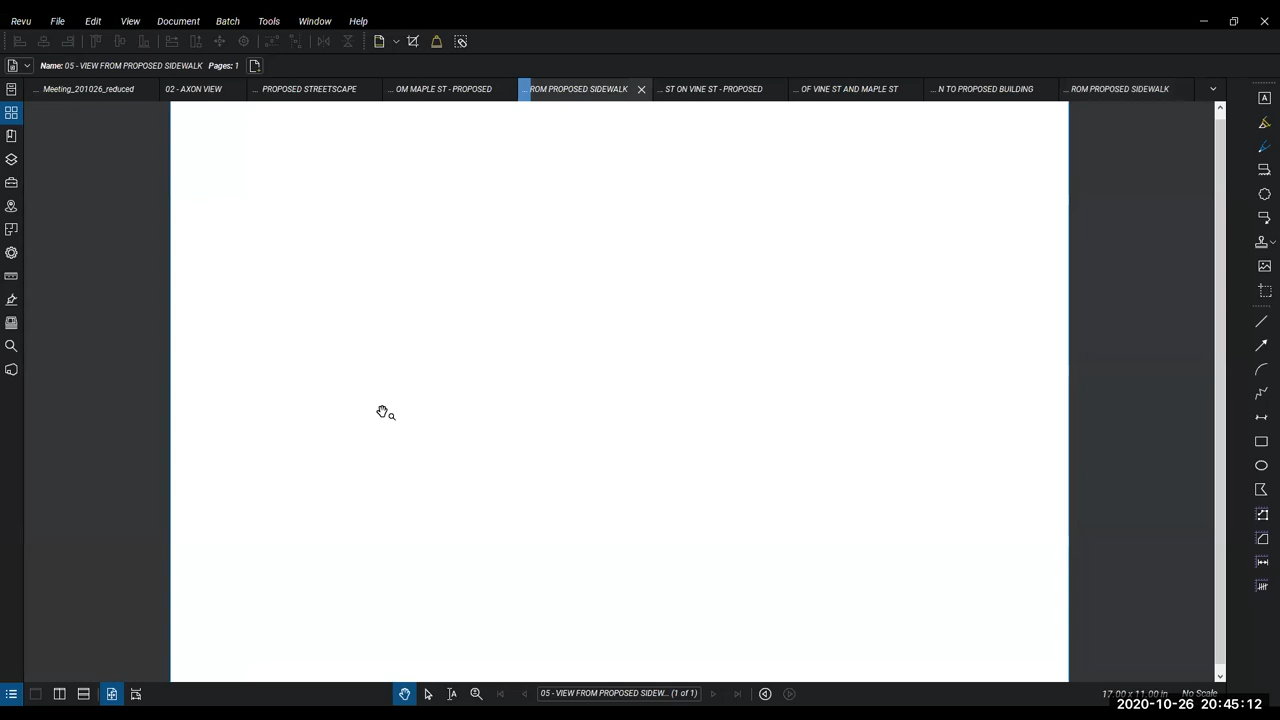 Revu File Edit View Document Batch Tools Window Help
Name: 05 - VIEW FROM PROPOSED SIDEWALK Pages: 1
... Meeting_201026_reduced 02 - AXON VIEW ... PROPOSED STREETSCAPE ... OM MAPLE ST - PROPOSED ...ROM PROPOSED SIDEWALK ... ST ON VINE ST - PROPOSED ... OF VINE ST AND MAPLE ST ... N TO PROPOSED BUILDING ... ROM PROPOSED SIDEWALK
05 - VIEW FROM PROPOSED SIDEW... (1 of 1) 17.00 x 11.00 in No Scale
2020-10-26 20:45:12